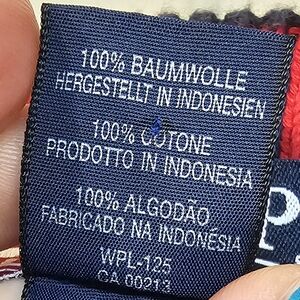 100% BAUMWOLLE
HERGESTELLT IN INDONESIEN
100% COTONE
PRODOTTO IN INDONESIA
100% ALGODÃO
FABRICADO NA INDONÉSIA
WPL-125
CA 00213
P